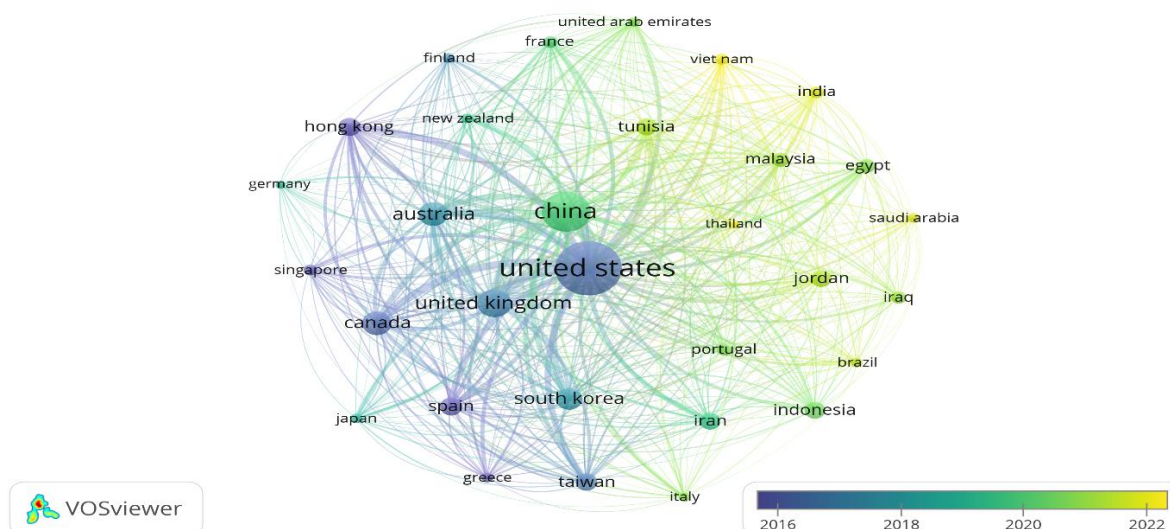 united arab emirates
france
finland
viet nam
india
new zealand
hong kong
tunisia
malaysia
egypt
germany
australia
china
saudi arabia
thailand
singapore
united states
jordan
iraq
united kingdom
canada
portugal
brazil
south korea
spain
indonesia
japan
iran
greece
taiwan
italy
VOSviewer
2016 2018 2020 2022